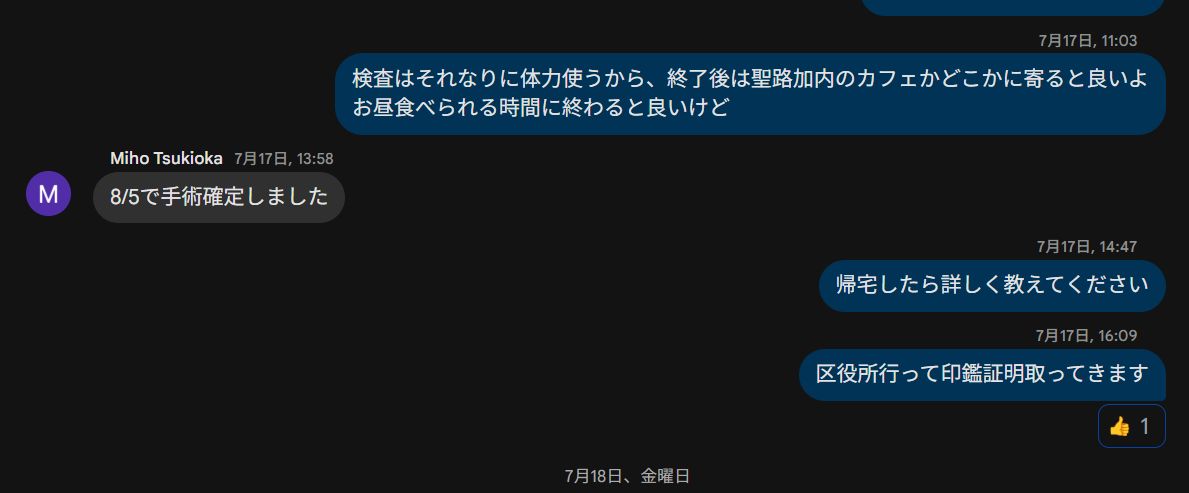 7月17日, 11:03
検査はそれなりに体力使うから、終了後は聖路加内のカフェかどこかに寄ると良いよ
お昼食べられる時間に終わると良いけど
Miho Tsukioka 7月17日, 13:58
M
8/5で手術確定しました
7月17日, 14:47
帰宅したら詳しく教えてください
7月17日, 16:09
区役所行って印鑑証明取ってきます
👍 1
7月18日、金曜日